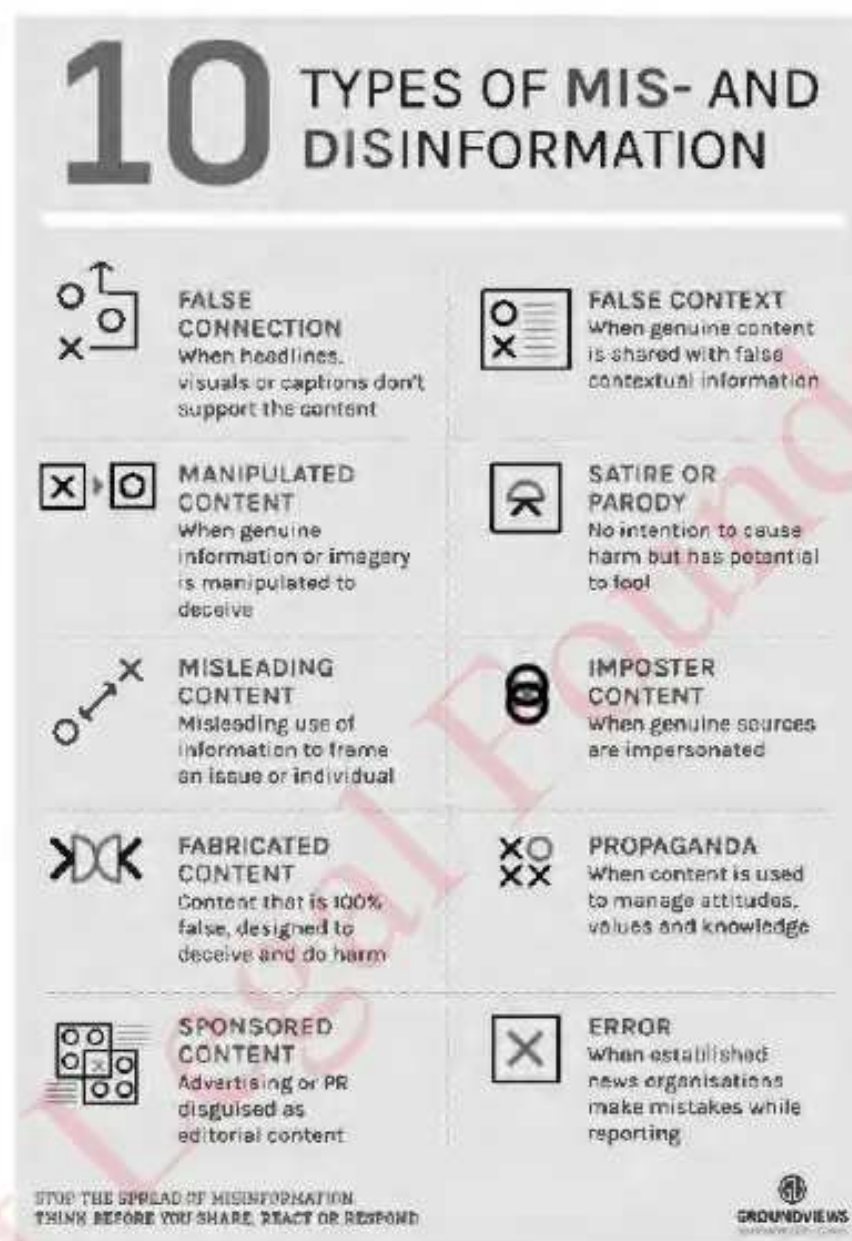 10 TYPES OF MIS- AND
DISINFORMATION
FALSE
CONNECTION
When headlines,
visuals or captions don't
support the content
FALSE CONTEXT
When genuine content
is shared with false
contextual information
MANIPULATED
CONTENT
When genuine
information or imagery
is manipulated to
deceive
SATIRE OR
PARODY
No intention to cause
harm but has potential
to fool
MISLEADING
CONTENT
Misleading use of
information to frame
an issue or individual
IMPOSTER
CONTENT
When genuine sources
are impersonated
FABRICATED
CONTENT
Content that is 100%
false, designed to
deceive and do harm
PROPAGANDA
When content is used
to manage attitudes,
values and knowledge
SPONSORED
CONTENT
Advertising or PR
disguised as
editorial content
ERROR
When established
news organisations
make mistakes while
reporting
STOP THE SPREAD OF MISINFORMATION
THINK BEFORE YOU SHARE, REACT OR RESPOND
GROUNDVIEWS
Legal Found